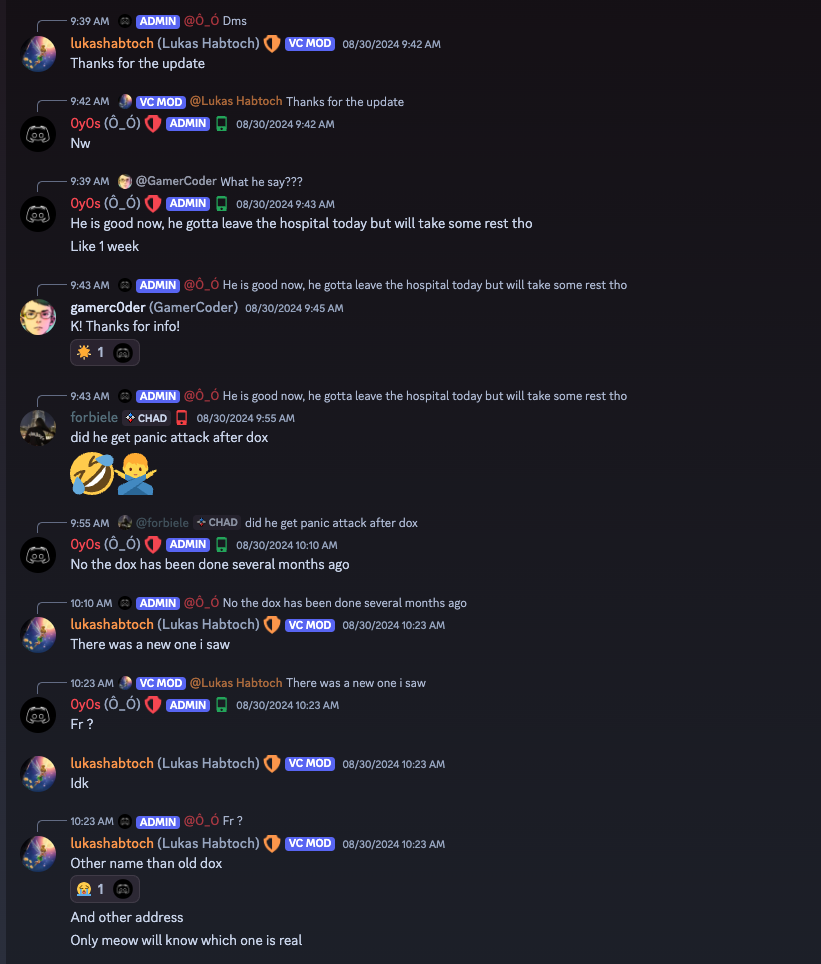 9:39 AM ADMIN @Ô_Ó Dms
lukashabtoch (Lukas Habtoch) VC MOD 08/30/2024 9:42 AM
Thanks for the update
9:42 AM VC MOD @Lukas Habtoch Thanks for the update
0y0s (Ô_Ó) ADMIN 08/30/2024 9:42 AM
Nw
9:39 AM @GamerCoder What he say???
0y0s (Ô_Ó) ADMIN 08/30/2024 9:43 AM
He is good now, he gotta leave the hospital today but will take some rest tho
Like 1 week
9:43 AM ADMIN @Ô_Ó He is good now, he gotta leave the hospital today but will take some rest tho
gamerc0der (GamerCoder) 08/30/2024 9:45 AM
K! Thanks for info!
1
9:43 AM ADMIN @Ô_Ó He is good now, he gotta leave the hospital today but will take some rest tho
forbiele CHAD 08/30/2024 9:55 AM
did he get panic attack after dox
🤣🙅‍♂️
9:55 AM @forbiele CHAD did he get panic attack after dox
0y0s (Ô_Ó) ADMIN 08/30/2024 10:10 AM
No the dox has been done several months ago
10:10 AM ADMIN @Ô_Ó No the dox has been done several months ago
lukashabtoch (Lukas Habtoch) VC MOD 08/30/2024 10:23 AM
There was a new one i saw
10:23 AM VC MOD @Lukas Habtoch There was a new one i saw
0y0s (Ô_Ó) ADMIN 08/30/2024 10:23 AM
Fr ?
lukashabtoch (Lukas Habtoch) VC MOD 08/30/2024 10:23 AM
Idk
10:23 AM ADMIN @Ô_Ó Fr ?
lukashabtoch (Lukas Habtoch) VC MOD 08/30/2024 10:23 AM
Other name than old dox
😭 1
And other address
Only meow will know which one is real